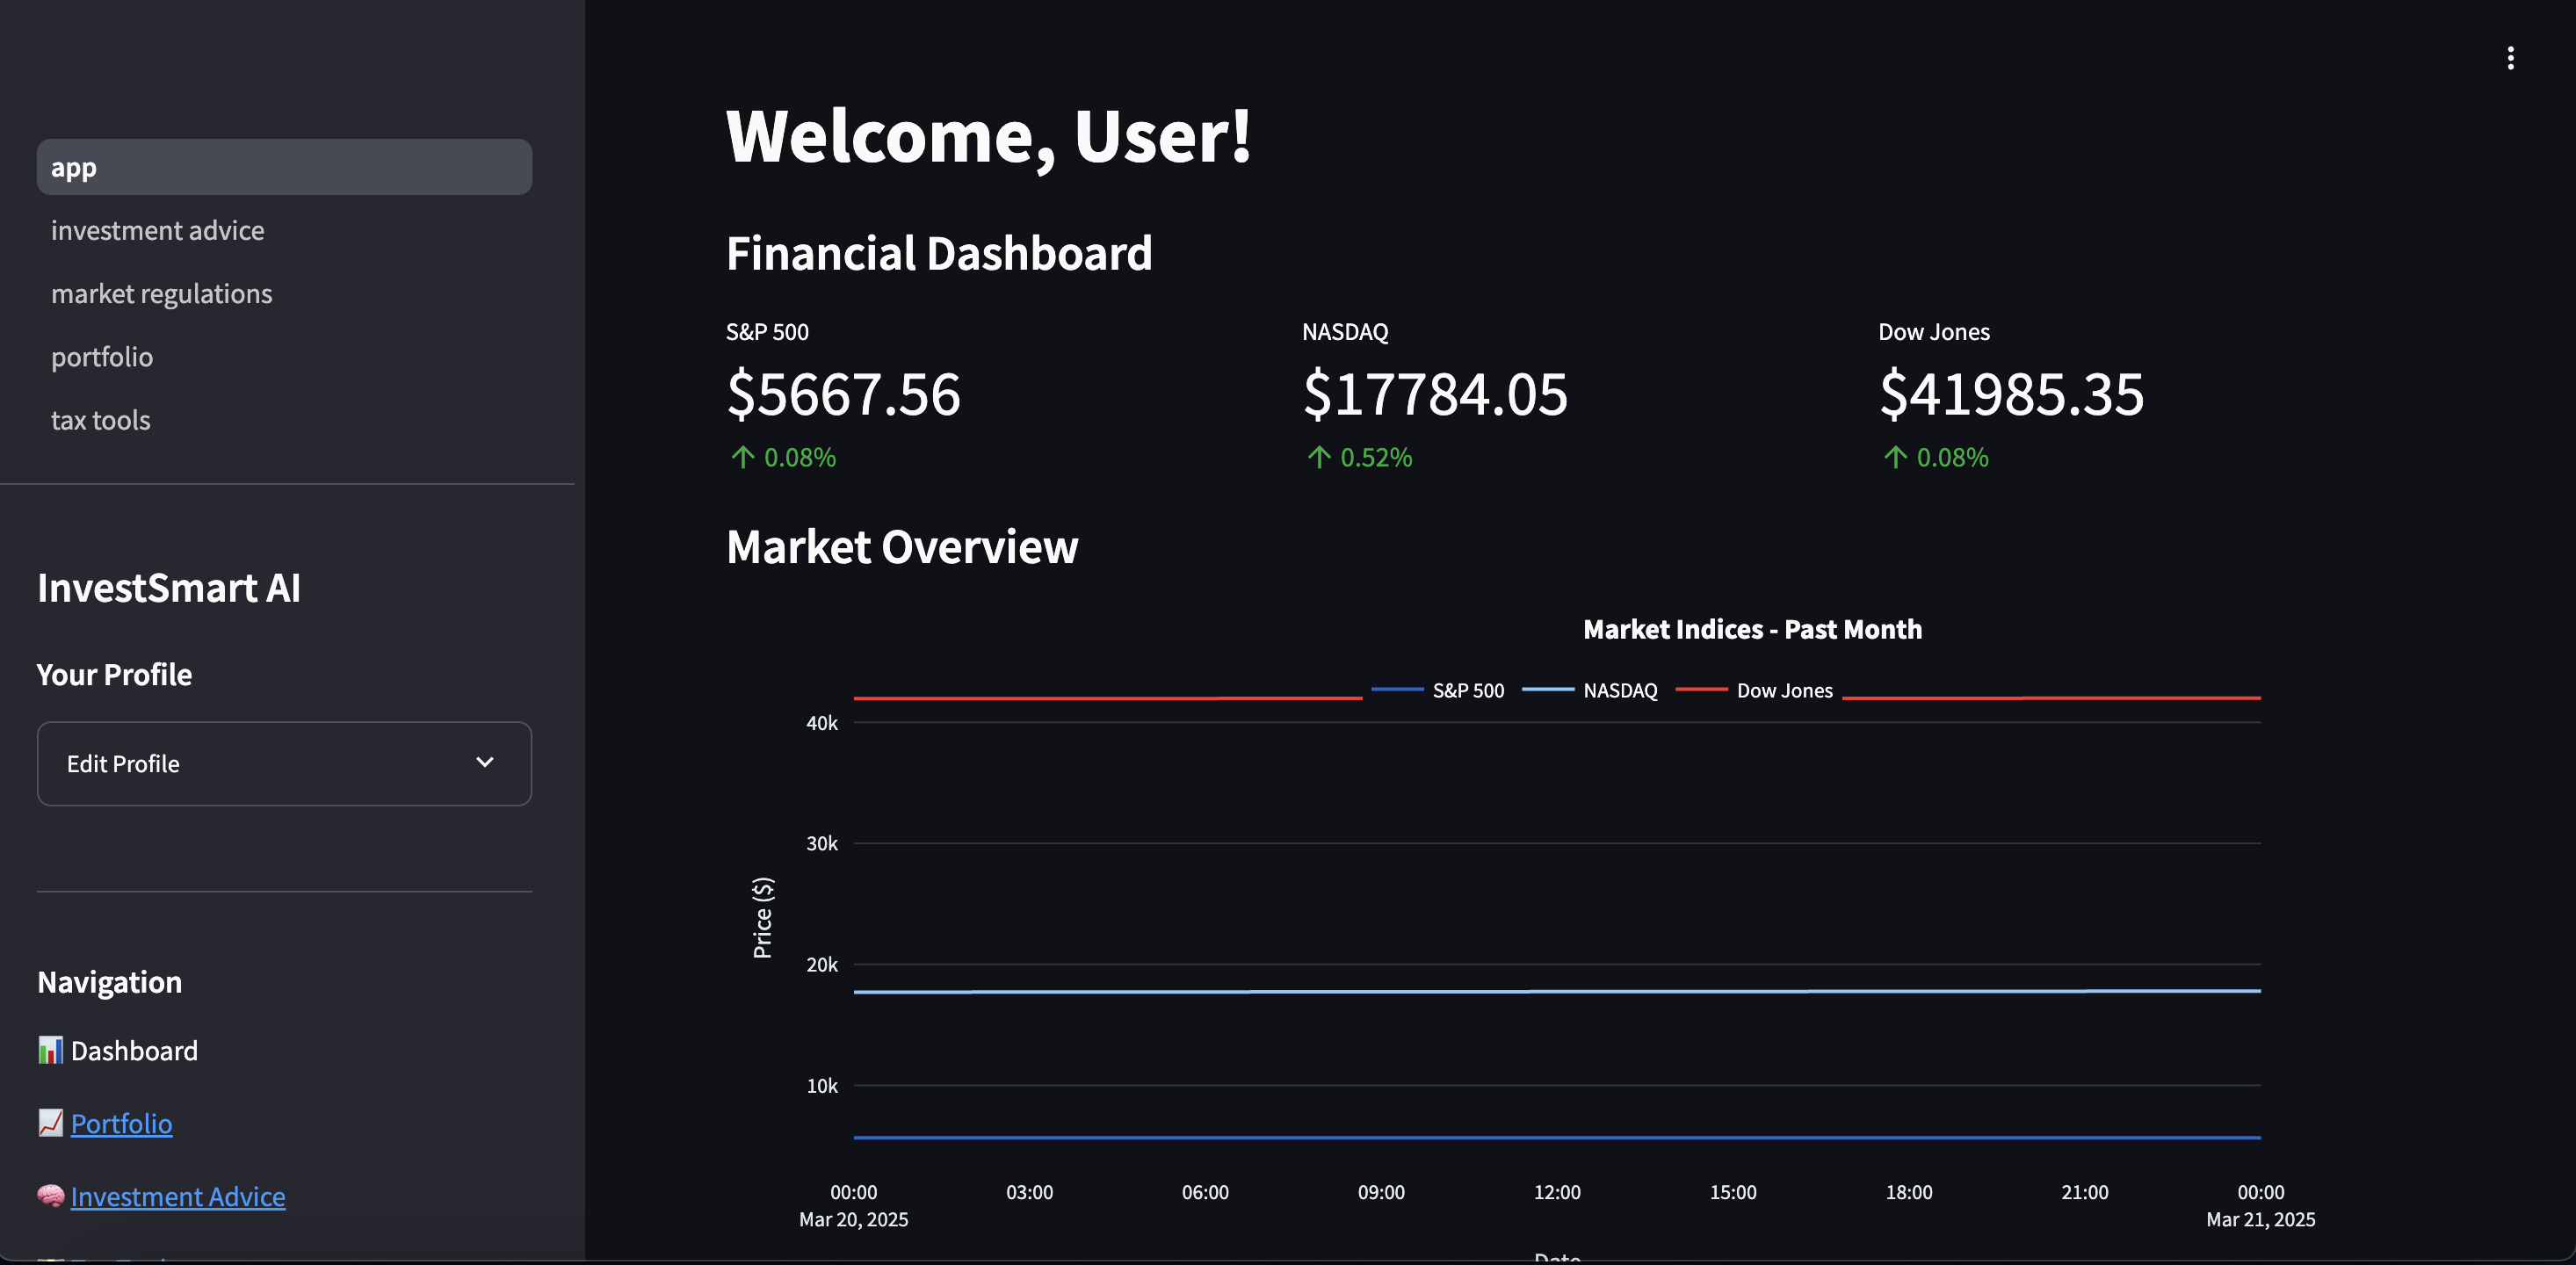 app
investment advice
market regulations
portfolio
tax tools
InvestSmart AI
Your Profile
Edit Profile
Navigation
Dashboard
Portfolio
Investment Advice
Welcome, User!
Financial Dashboard
S&P 500
$5667.56
↑ 0.08%
NASDAQ
$17784.05
↑ 0.52%
Dow Jones
$41985.35
↑ 0.08%
Market Overview
Market Indices - Past Month
S&P 500 NASDAQ Dow Jones
Price ($)
40k
30k
20k
10k
00:00 03:00 06:00 09:00 12:00 15:00 18:00 21:00 00:00
Mar 20, 2025 Mar 21, 2025
Date